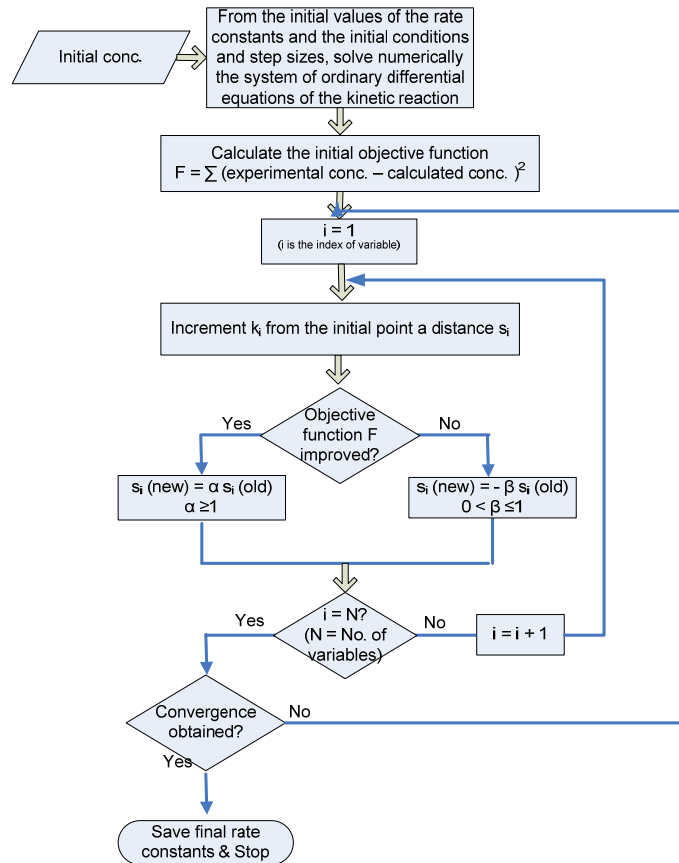 Initial conc.
From the initial values of the rate
constants and the initial conditions
and step sizes, solve numerically
the system of ordinary differential
equations of the kinetic reaction
Calculate the initial objective function
F = ∑ (experimental conc. – calculated conc. )²
i = 1
(i is the index of variable)
Increment kᵢ from the initial point a distance sᵢ
Objective
function F
improved?
Yes
No
sᵢ (new) = α sᵢ (old)
α ≥1
sᵢ (new) = - β sᵢ (old)
0 < β ≤1
i = N?
(N = No. of
variables)
Yes
No
i = i + 1
Convergence
obtained?
No
Yes
Save final rate
constants & Stop